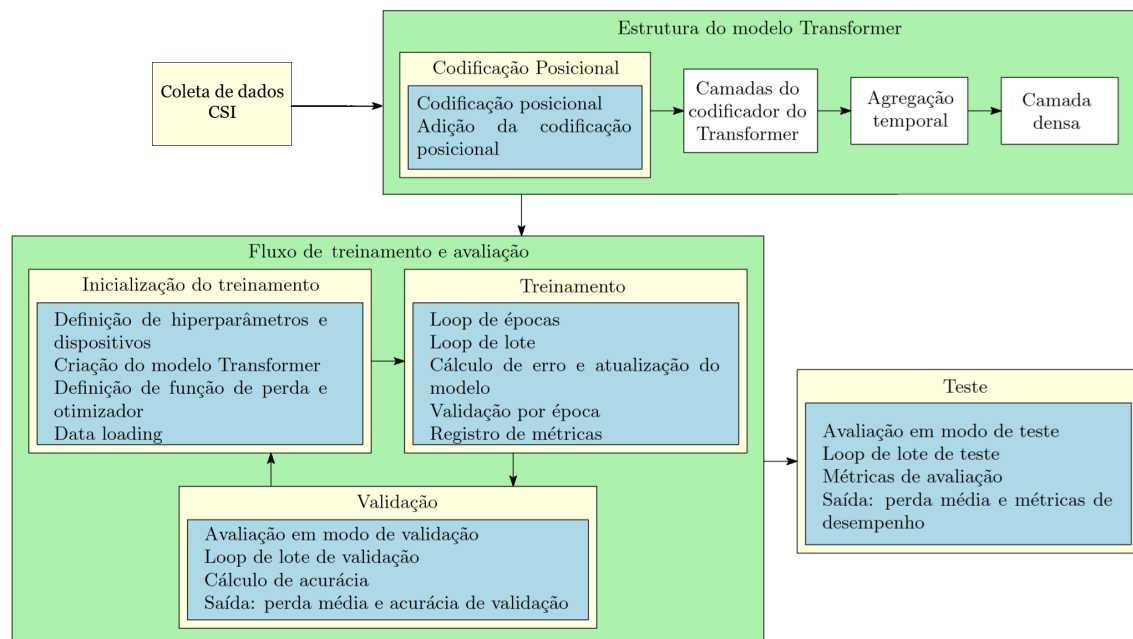 Estrutura do modelo Transformer
Coleta de dados
CSI
Codificação Posicional
Codificação posicional
Adição da codificação
posicional
Camadas do
codificador do
Transformer
Agregação
temporal
Camada
densa
Fluxo de treinamento e avaliação
Inicialização do treinamento
Definição de hiperparâmetros e
dispositivos
Criação do modelo Transformer
Definição de função de perda e
otimizador
Data loading
Treinamento
Loop de épocas
Loop de lote
Cálculo de erro e atualização do
modelo
Validação por época
Registro de métricas
Validação
Avaliação em modo de validação
Loop de lote de validação
Cálculo de acurácia
Saída: perda média e acurácia de validação
Teste
Avaliação em modo de teste
Loop de lote de teste
Métricas de avaliação
Saída: perda média e métricas de
desempenho